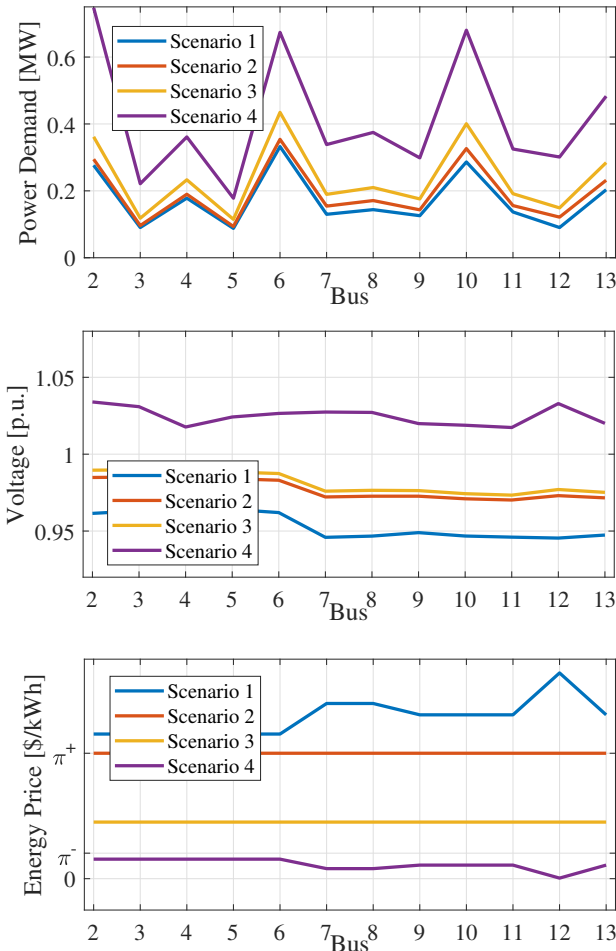 Power Demand [MW]
0.6
0.4
0.2
0
Scenario 1
Scenario 2
Scenario 3
Scenario 4
2 3 4 5 6 7 8 9 10 11 12 13
Bus
Voltage [p.u.]
1.05
1
0.95
Scenario 1
Scenario 2
Scenario 3
Scenario 4
2 3 4 5 6 7 8 9 10 11 12 13
Bus
Energy Price [$/kWh]
π+
π-
0
Scenario 1
Scenario 2
Scenario 3
Scenario 4
2 3 4 5 6 7 8 9 10 11 12 13
Bus